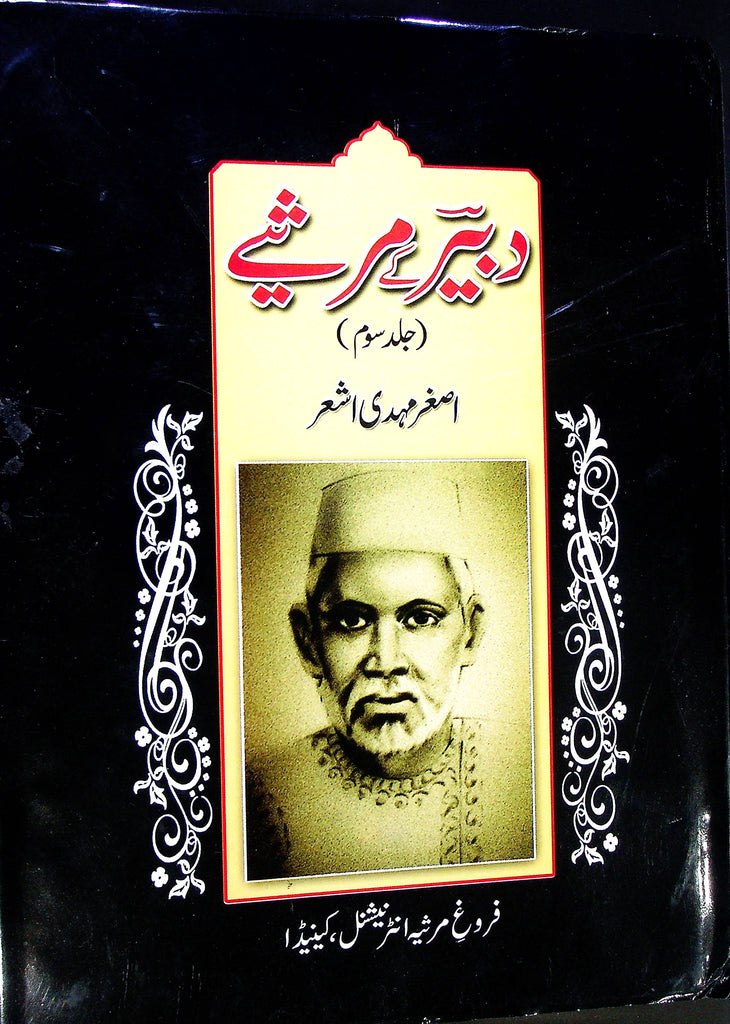 دبیر کے مرثیے
(جلد سوم)
اصغر مہدی اشعر
فروغِ مرثیہ انٹرنیشنل، کینیڈا